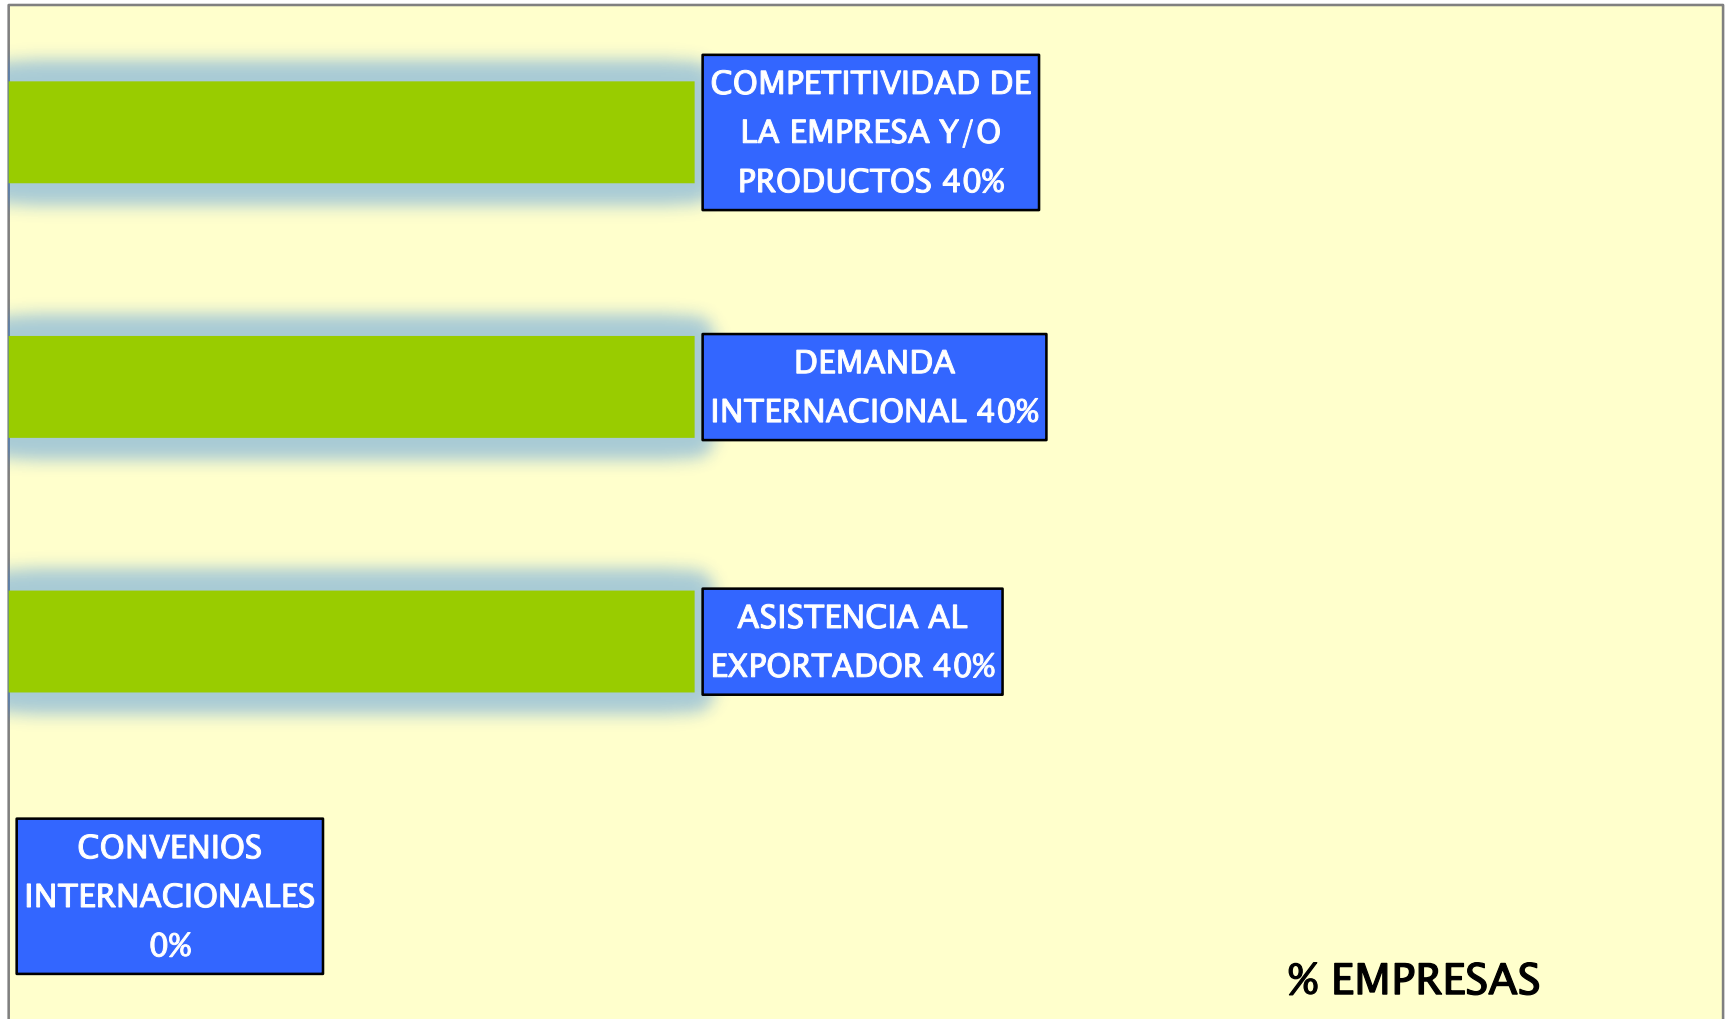 COMPETITIVIDAD DE
LA EMPRESA Y/O
PRODUCTOS 40%
DEMANDA
INTERNACIONAL 40%
ASISTENCIA AL
EXPORTADOR 40%
CONVENIOS
INTERNACIONALES
0%
% EMPRESAS